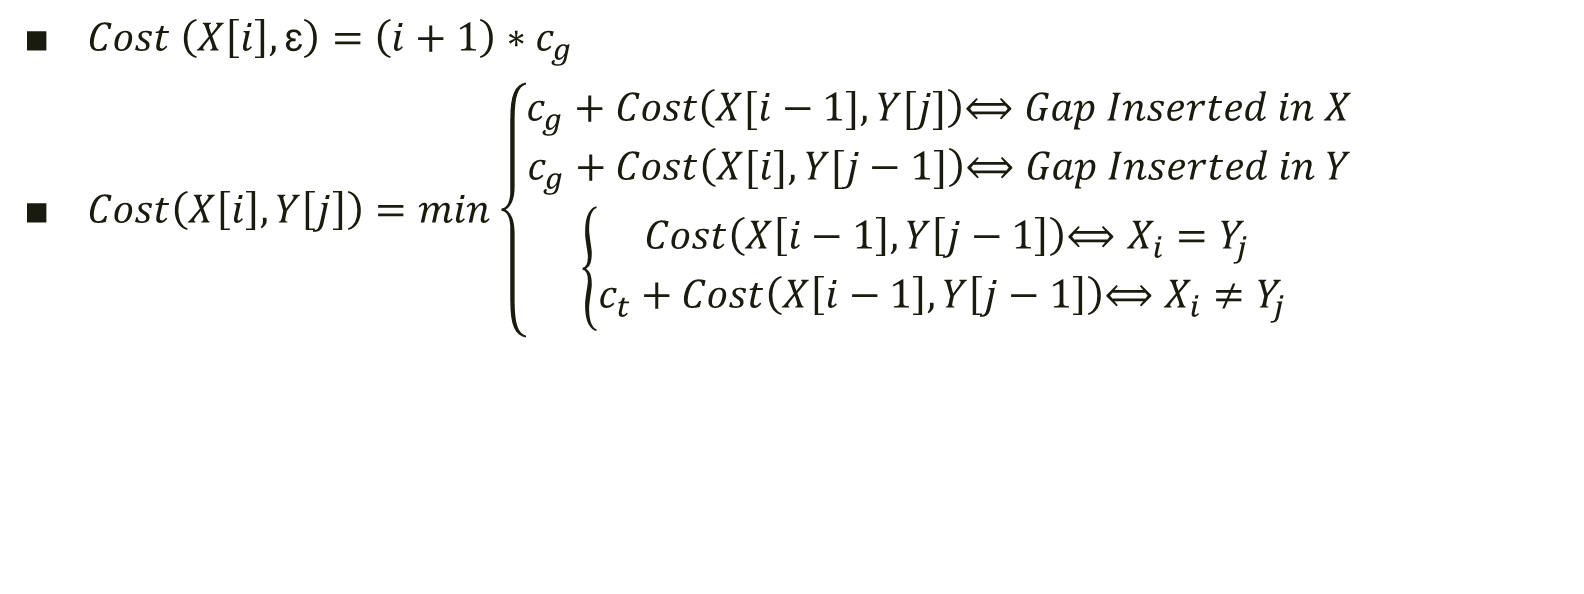 ▪ Cost (X[i], ε) = (i + 1) ∗ c_g
c_g + Cost(X[i − 1], Y[j]) ⟺ Gap Inserted in X
c_g + Cost(X[i], Y[j − 1]) ⟺ Gap Inserted in Y
▪ Cost(X[i], Y[j]) = min
Cost(X[i − 1], Y[j − 1]) ⟺ X_i = Y_j
c_t + Cost(X[i − 1], Y[j − 1]) ⟺ X_i ≠ Y_j